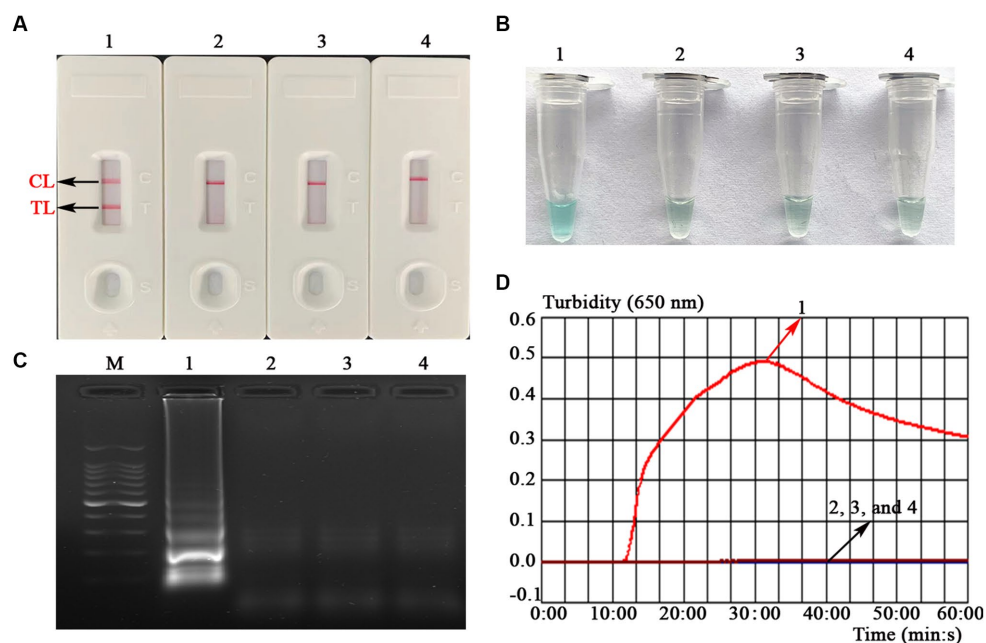 A
1 2 3 4
CL
TL
C
T
S
C
T
S
C
T
S
C
T
S
B
1 2 3 4
C
M 1 2 3 4
D
Turbidity (650 nm)
1
0.6
0.5
0.4
0.3
0.2
0.1
0.0
-0.1
2, 3, and 4
0:00 10:00 20:00 30:00 40:00 50:00 60:00
Time (min:s)